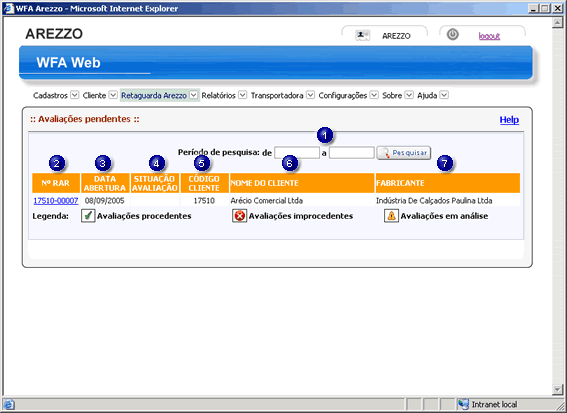 WFA Arezzo - Microsoft Internet Explorer
AREZZO
AREZZO
logout
WFA Web
Cadastros Cliente Retaguarda Arezzo Relatórios Transportadora Configurações Sobre Ajuda
:: Avaliações pendentes ::
Help
1
Período de pesquisa: de a Pesquisar
2 3 4 5 6 7
Nº RAR DATA ABERTURA SITUAÇÃO AVALIAÇÃO CÓDIGO CLIENTE NOME DO CLIENTE FABRICANTE
17510-00007 08/09/2005 17510 Arécio Comercial Ltda Indústria De Calçados Paulina Ltda
Legenda: Avaliações procedentes Avaliações improcedentes Avaliações em análise
Intranet local